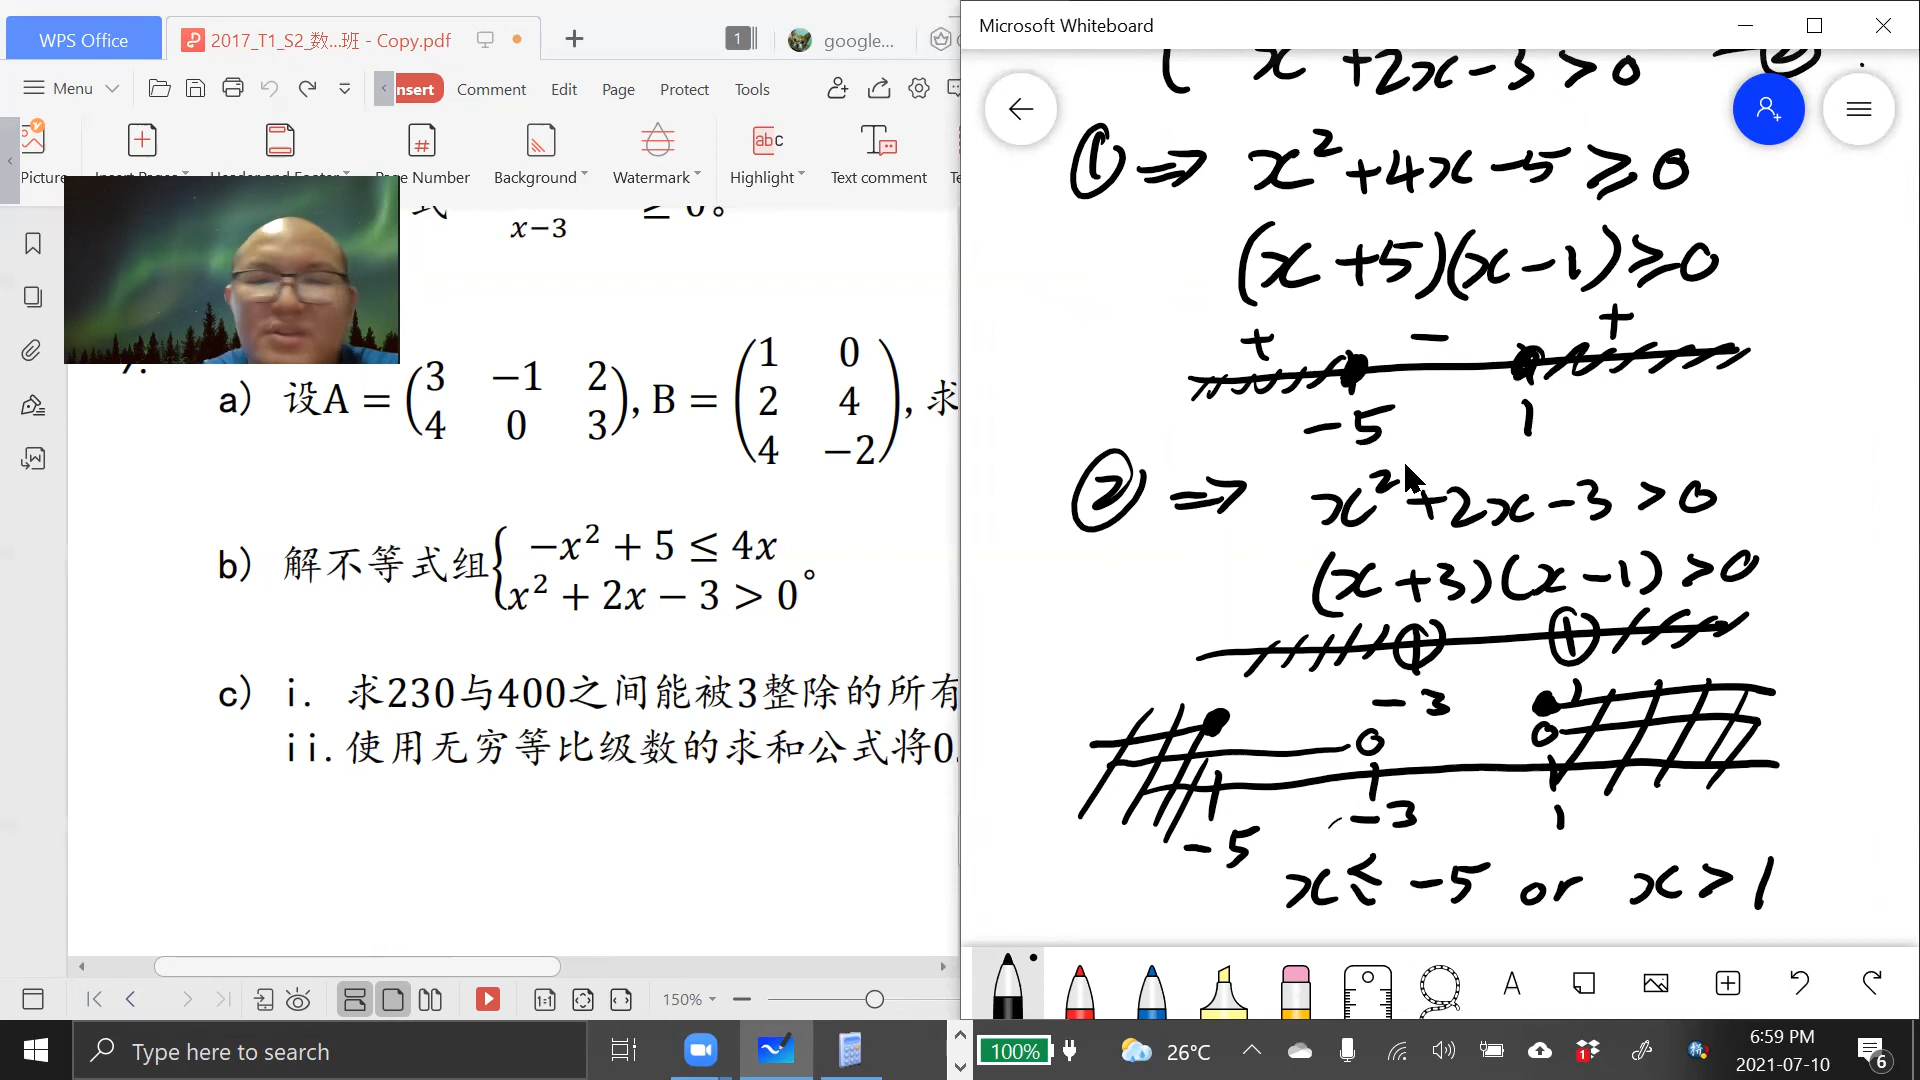 WPS Office
2017_T1_S2_数...班 - Copy.pdf
1
google...
Menu
nsert
Comment
Edit
Page
Protect
Tools
Picture
Page Number
Background
Watermark
Highlight
Text comment
x−3
≥ 0。
a) 设A = (3 −1 2
4 0 3), B = (1 0
2 4
4 −2), 求
b) 解不等式组{−x² + 5 ≤ 4x
x² + 2x − 3 > 0。
c) i. 求230与400之间能被3整除的所有
ii. 使用无穷等比级数的求和公式将0.
150%
Microsoft Whiteboard
x² +2x-3>0 —②
① ⇒ x²+4x-5≥0
(x+5)(x-1)≥0
+ − +
-5 1
② ⇒ x²+2x-3>0
(x+3)(x-1)>0
-3 1
-5 -3 1
x≤-5 or x>1
Type here to search
100%
26°C
6:59 PM
2021-07-10
6